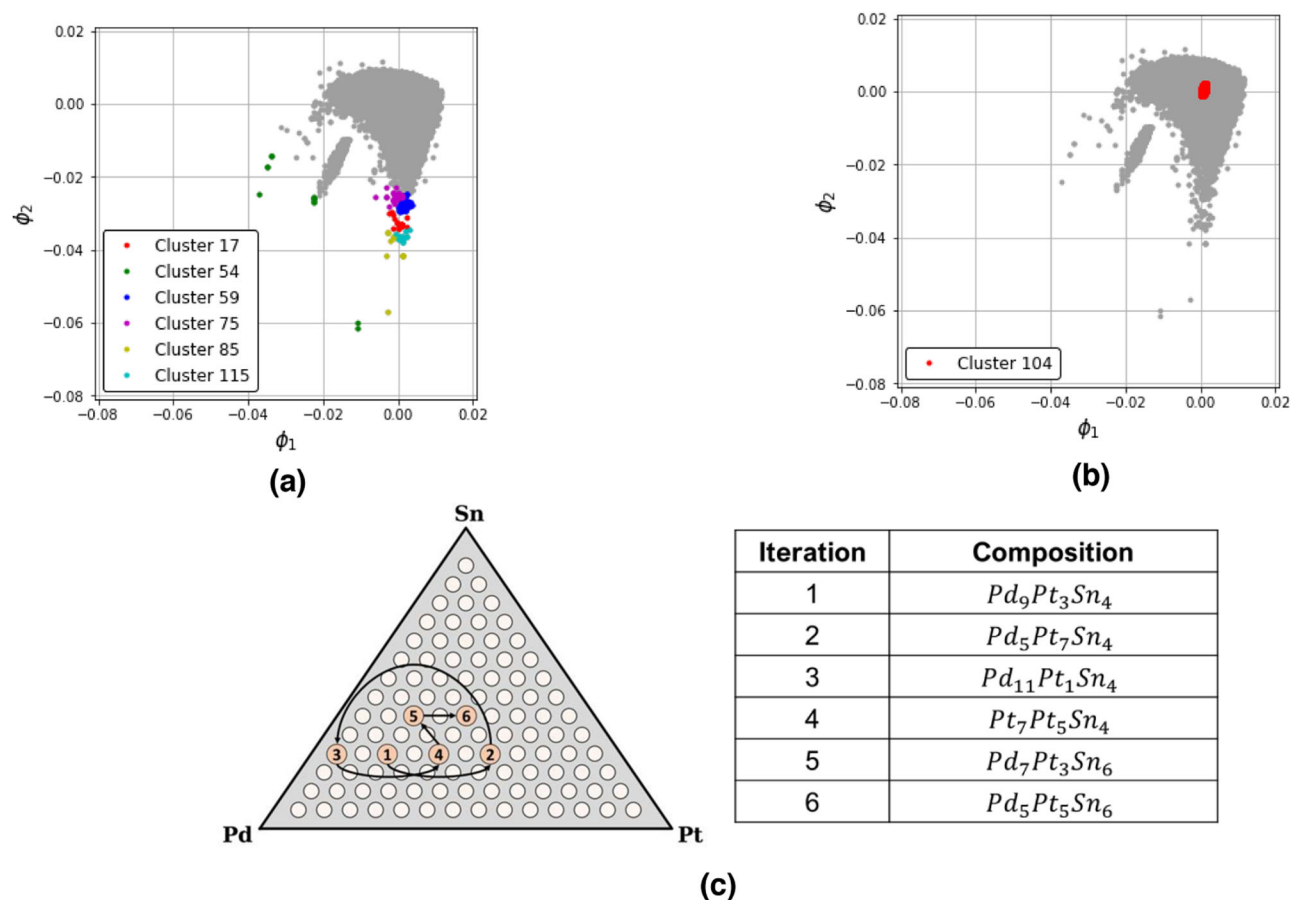 0.02
0.00
−0.02
−0.04
−0.06
−0.08
ϕ₂
Cluster 17
Cluster 54
Cluster 59
Cluster 75
Cluster 85
Cluster 115
−0.08 −0.06 −0.04 −0.02 0.00 0.02
ϕ₁
(a)
0.02
0.00
−0.02
−0.04
−0.06
−0.08
ϕ₂
Cluster 104
−0.08 −0.06 −0.04 −0.02 0.00 0.02
ϕ₁
(b)
Sn
5 6
3 1 4 2
Pd Pt
Iteration Composition
1 Pd₉Pt₃Sn₄
2 Pd₅Pt₇Sn₄
3 Pd₁₁Pt₁Sn₄
4 Pt₇Pt₅Sn₄
5 Pd₇Pt₃Sn₆
6 Pd₅Pt₅Sn₆
(c)